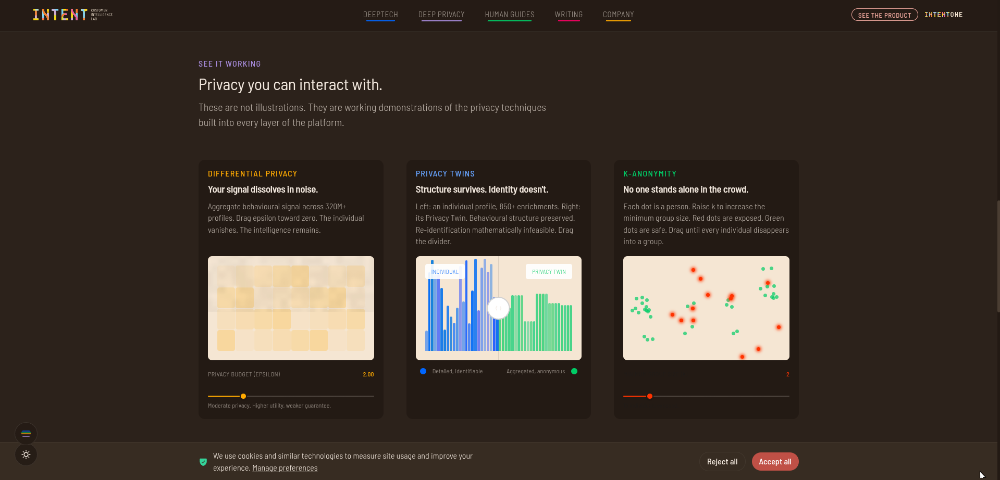 INTENT CUSTOMER INTELLIGENCE LAB
DEEPTECH
DEEP PRIVACY
HUMAN GUIDES
WRITING
COMPANY
SEE THE PRODUCT
INTENTONE
SEE IT WORKING
Privacy you can interact with.
These are not illustrations. They are working demonstrations of the privacy techniques
built into every layer of the platform.
DIFFERENTIAL PRIVACY
Your signal dissolves in noise.
Aggregate behavioural signal across 320M+
profiles. Drag epsilon toward zero. The individual
vanishes. The intelligence remains.
PRIVACY BUDGET (EPSILON)
2.00
Moderate privacy. Higher utility, weaker guarantee.
PRIVACY TWINS
Structure survives. Identity doesn't.
Left: an individual profile, 850+ enrichments. Right:
its Privacy Twin. Behavioural structure preserved.
Re-identification mathematically infeasible. Drag
the divider.
INDIVIDUAL
PRIVACY TWIN
Detailed, identifiable
Aggregated, anonymous
K-ANONYMITY
No one stands alone in the crowd.
Each dot is a person. Raise k to increase the
minimum group size. Red dots are exposed. Green
dots are safe. Drag until every individual disappears
into a group.
2
We use cookies and similar technologies to measure site usage and improve your
experience. Manage preferences
Reject all
Accept all